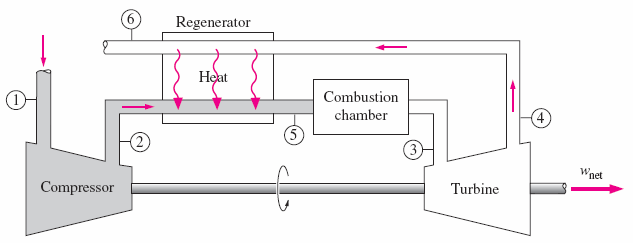 6
Regenerator
Heat
1
Combustion
chamber
5
4
2
3
Compressor
Turbine
wnet